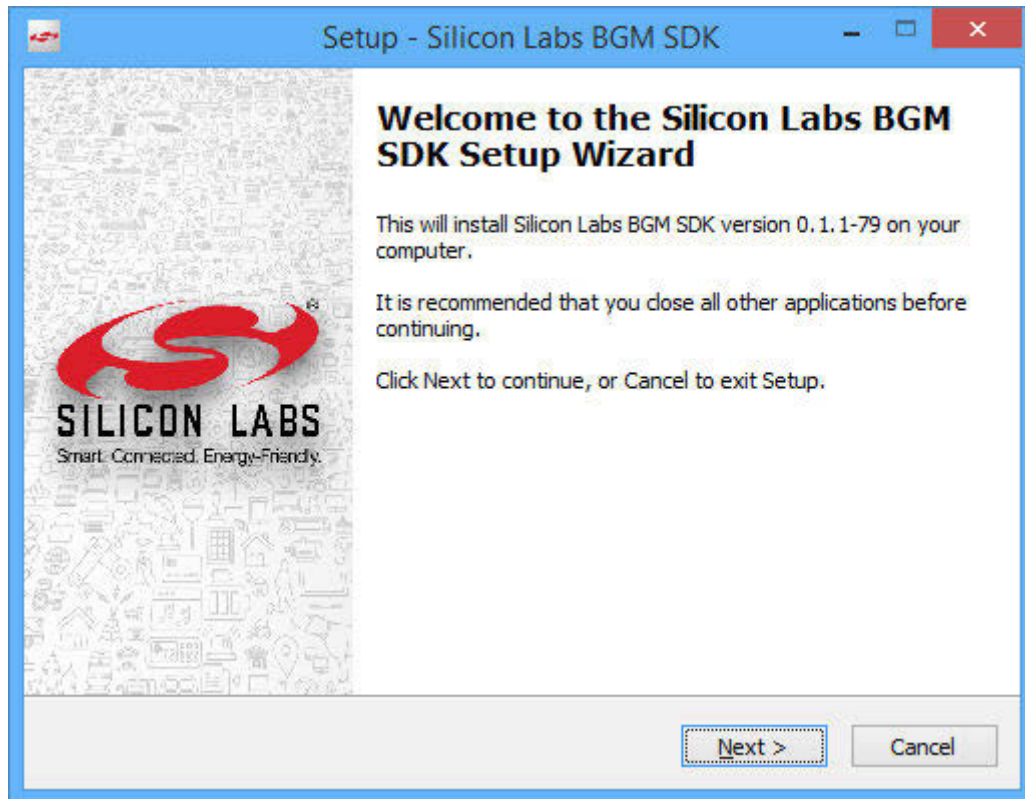 Setup - Silicon Labs BGM SDK
Welcome to the Silicon Labs BGM
SDK Setup Wizard
This will install Silicon Labs BGM SDK version 0.1.1-79 on your
computer.
It is recommended that you close all other applications before
continuing.
Click Next to continue, or Cancel to exit Setup.
®
SILICON LABS
Smart. Connected. Energy-Friendly.
Next >
Cancel